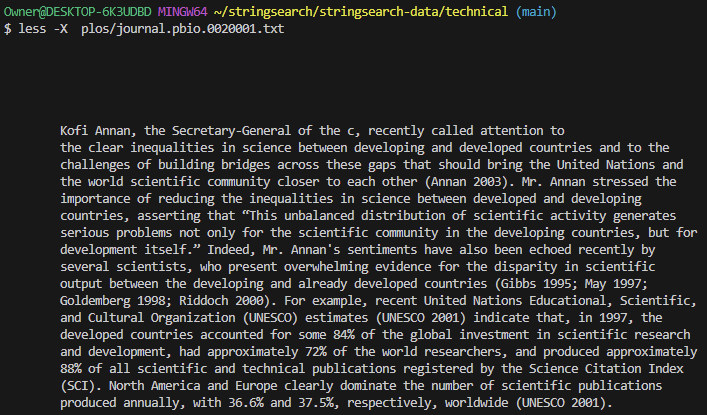 Owner@DESKTOP-6K3UDBD MINGW64 ~/stringsearch/stringsearch-data/technical (main)
$ less -X  plos/journal.pbio.0020001.txt
Kofi Annan, the Secretary-General of the c, recently called attention to
the clear inequalities in science between developing and developed countries and to the
challenges of building bridges across these gaps that should bring the United Nations and
the world scientific community closer to each other (Annan 2003). Mr. Annan stressed the
importance of reducing the inequalities in science between developed and developing
countries, asserting that “This unbalanced distribution of scientific activity generates
serious problems not only for the scientific community in the developing countries, but for
development itself.” Indeed, Mr. Annan's sentiments have also been echoed recently by
several scientists, who present overwhelming evidence for the disparity in scientific
output between the developing and already developed countries (Gibbs 1995; May 1997;
Goldemberg 1998; Riddoch 2000). For example, recent United Nations Educational, Scientific,
and Cultural Organization (UNESCO) estimates (UNESCO 2001) indicate that, in 1997, the
developed countries accounted for some 84% of the global investment in scientific research
and development, had approximately 72% of the world researchers, and produced approximately
88% of all scientific and technical publications registered by the Science Citation Index
(SCI). North America and Europe clearly dominate the number of scientific publications
produced annually, with 36.6% and 37.5%, respectively, worldwide (UNESCO 2001).